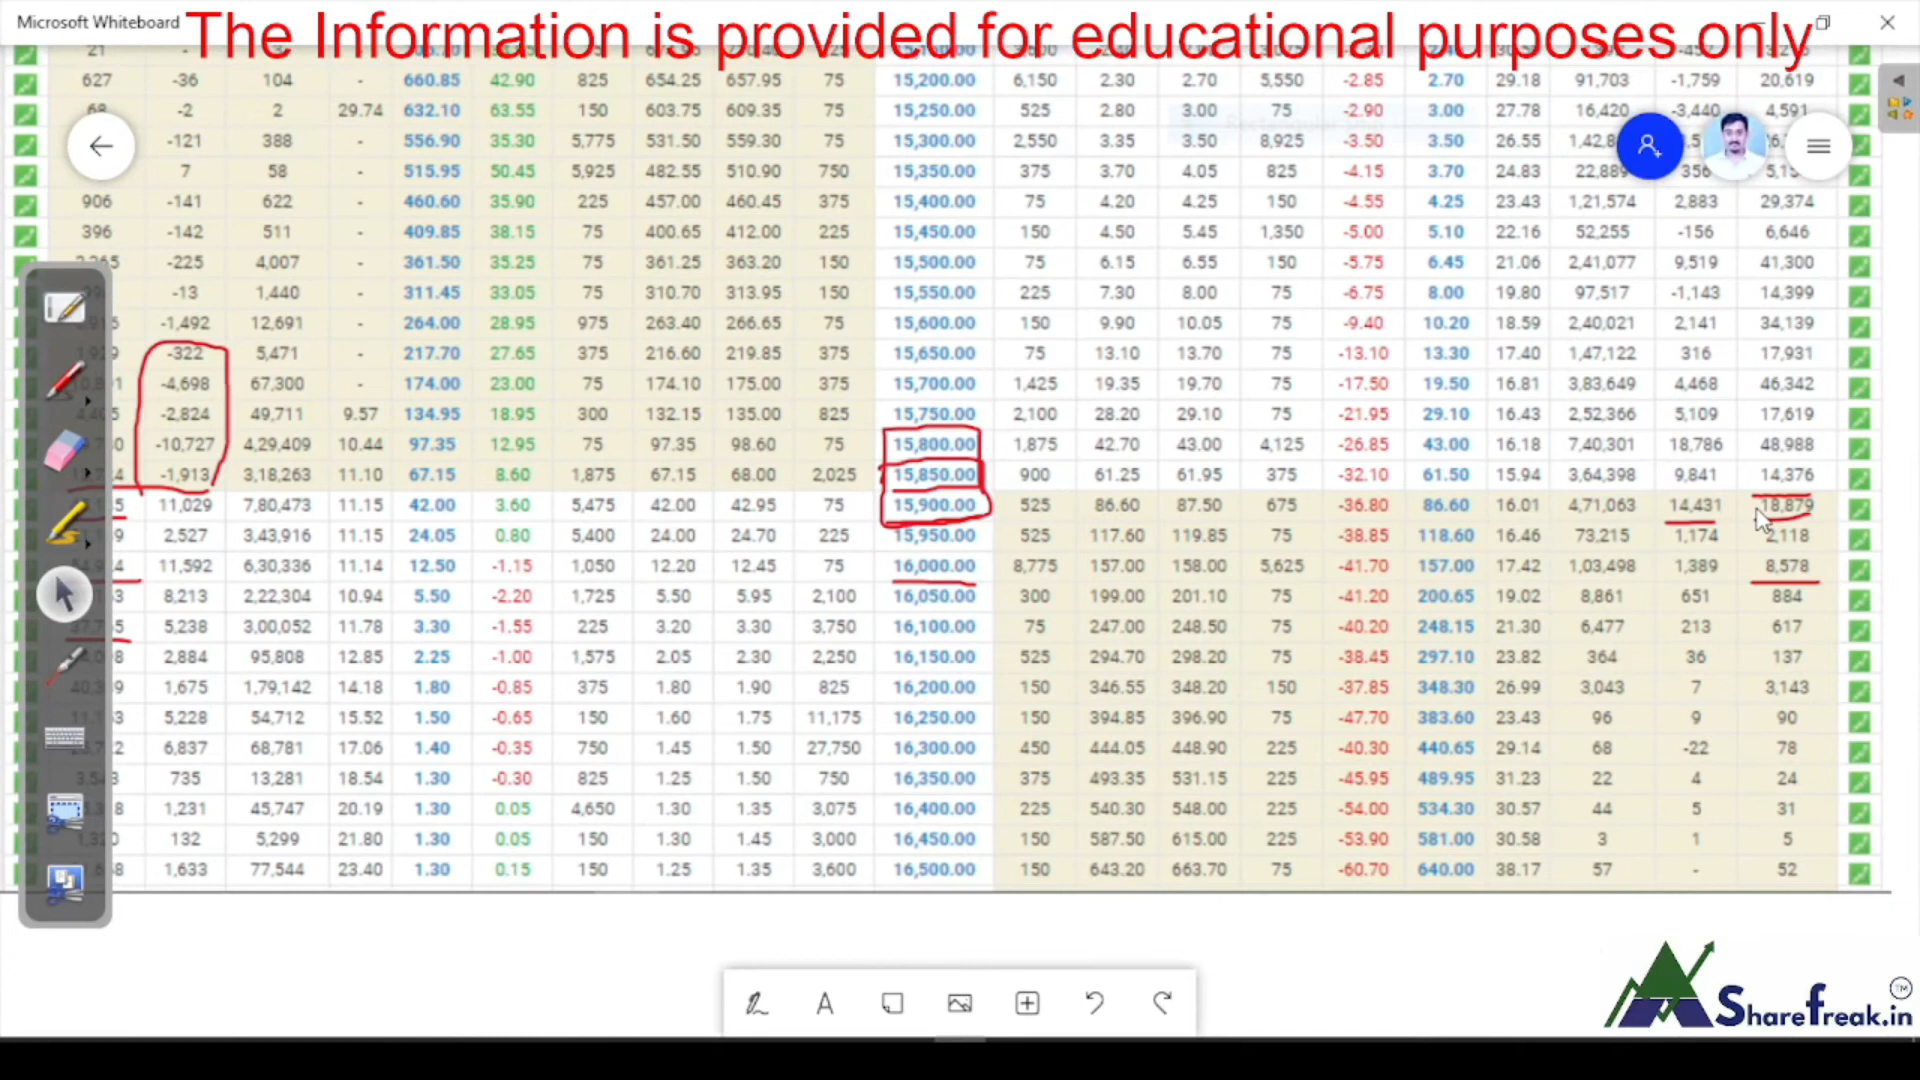 Microsoft Whiteboard
The Information is provided for educational purposes only
21 -
627 -36 104 - 660.85 42.90 825 654.25 657.95 75 15,200.00 6,150 2.30 2.70 5,550 -2.85 2.70 29.18 91,703 -1,759 20,619
68 -2 2 29.74 632.10 63.55 150 603.75 609.35 75 15,250.00 525 2.80 3.00 75 -2.90 3.00 27.78 16,420 -3,440 4,591
-121 388 - 556.90 35.30 5,775 531.50 559.30 75 15,300.00 2,550 3.35 3.50 8,925 -3.50 3.50 26.55
7 58 - 515.95 50.45 5,925 482.55 510.90 750 15,350.00 375 3.70 4.05 825 -4.15 3.70 24.83 22,889 356
906 -141 622 - 460.60 35.90 225 457.00 460.45 375 15,400.00 75 4.20 4.25 150 -4.55 4.25 23.43 1,21,574 2,883 29,374
396 -142 511 - 409.85 38.15 75 400.65 412.00 225 15,450.00 150 4.50 5.45 1,350 -5.00 5.10 22.16 52,255 -156 6,646
-225 4,007 - 361.50 35.25 75 361.25 363.20 150 15,500.00 75 6.15 6.55 150 -5.75 6.45 21.06 2,41,077 9,519 41,300
-13 1,440 - 311.45 33.05 75 310.70 313.95 150 15,550.00 225 7.30 8.00 75 -6.75 8.00 19.80 97,517 -1,143 14,399
-1,492 12,691 - 264.00 28.95 975 263.40 266.65 75 15,600.00 150 9.90 10.05 75 -9.40 10.20 18.59 2,40,021 2,141 34,139
-322 5,471 - 217.70 27.65 375 216.60 219.85 375 15,650.00 75 13.10 13.70 75 -13.10 13.30 17.40 1,47,122 316 17,931
-4,698 67,300 - 174.00 23.00 75 174.10 175.00 375 15,700.00 1,425 19.35 19.70 75 -17.50 19.50 16.81 3,83,649 4,468 46,342
-2,824 49,711 9.57 134.95 18.95 300 132.15 135.00 825 15,750.00 2,100 28.20 29.10 75 -21.95 29.10 16.43 2,52,366 5,109 17,619
-10,727 4,29,409 10.44 97.35 12.95 75 97.35 98.60 75 15,800.00 1,875 42.70 43.00 4,125 -26.85 43.00 16.18 7,40,301 18,786 48,988
-1,913 3,18,263 11.10 67.15 8.60 1,875 67.15 68.00 2,025 15,850.00 900 61.25 61.95 375 -32.10 61.50 15.94 3,64,398 9,841 14,376
11,029 7,80,473 11.15 42.00 3.60 5,475 42.00 42.95 75 15,900.00 525 86.60 87.50 675 -36.80 86.60 16.01 4,71,063 14,431 18,879
2,527 3,43,916 11.15 24.05 0.80 5,400 24.00 24.70 225 15,950.00 525 117.60 119.85 75 -38.85 118.60 16.46 73,215 1,174 2,118
11,592 6,30,336 11.14 12.50 -1.15 1,050 12.20 12.45 75 16,000.00 8,775 157.00 158.00 5,625 -41.70 157.00 17.42 1,03,498 1,389 8,578
8,213 2,22,304 10.94 5.50 -2.20 1,725 5.50 5.95 2,100 16,050.00 300 199.00 201.10 75 -41.20 200.65 19.02 8,861 651 884
5,238 3,00,052 11.78 3.30 -1.55 225 3.20 3.30 3,750 16,100.00 75 247.00 248.50 75 -40.20 248.15 21.30 6,477 213 617
2,884 95,808 12.85 2.25 -1.00 1,575 2.05 2.30 2,250 16,150.00 525 294.70 298.20 75 -38.45 297.10 23.82 364 36 137
1,675 1,79,142 14.18 1.80 -0.85 375 1.80 1.90 825 16,200.00 150 346.55 348.20 150 -37.85 348.30 26.99 3,043 7 3,143
5,228 54,712 15.52 1.50 -0.65 150 1.60 1.75 11,175 16,250.00 150 394.85 396.90 75 -47.70 383.60 23.43 96 9 90
6,837 68,781 17.06 1.40 -0.35 750 1.45 1.50 27,750 16,300.00 450 444.05 448.90 225 -40.30 440.65 29.14 68 -22 78
735 13,281 18.54 1.30 -0.30 825 1.25 1.50 750 16,350.00 375 493.35 531.15 225 -45.95 489.95 31.23 22 4 24
1,231 45,747 20.19 1.30 0.05 4,650 1.30 1.35 3,075 16,400.00 225 540.30 548.00 225 -54.00 534.30 30.57 44 5 31
132 5,299 21.80 1.30 0.05 150 1.30 1.45 3,000 16,450.00 150 587.50 615.00 225 -53.90 581.00 30.58 3 1 5
1,633 77,544 23.40 1.30 0.15 150 1.25 1.35 3,600 16,500.00 150 643.20 663.70 75 -60.70 640.00 38.17 57 - 52
ShareFreak.in
TM